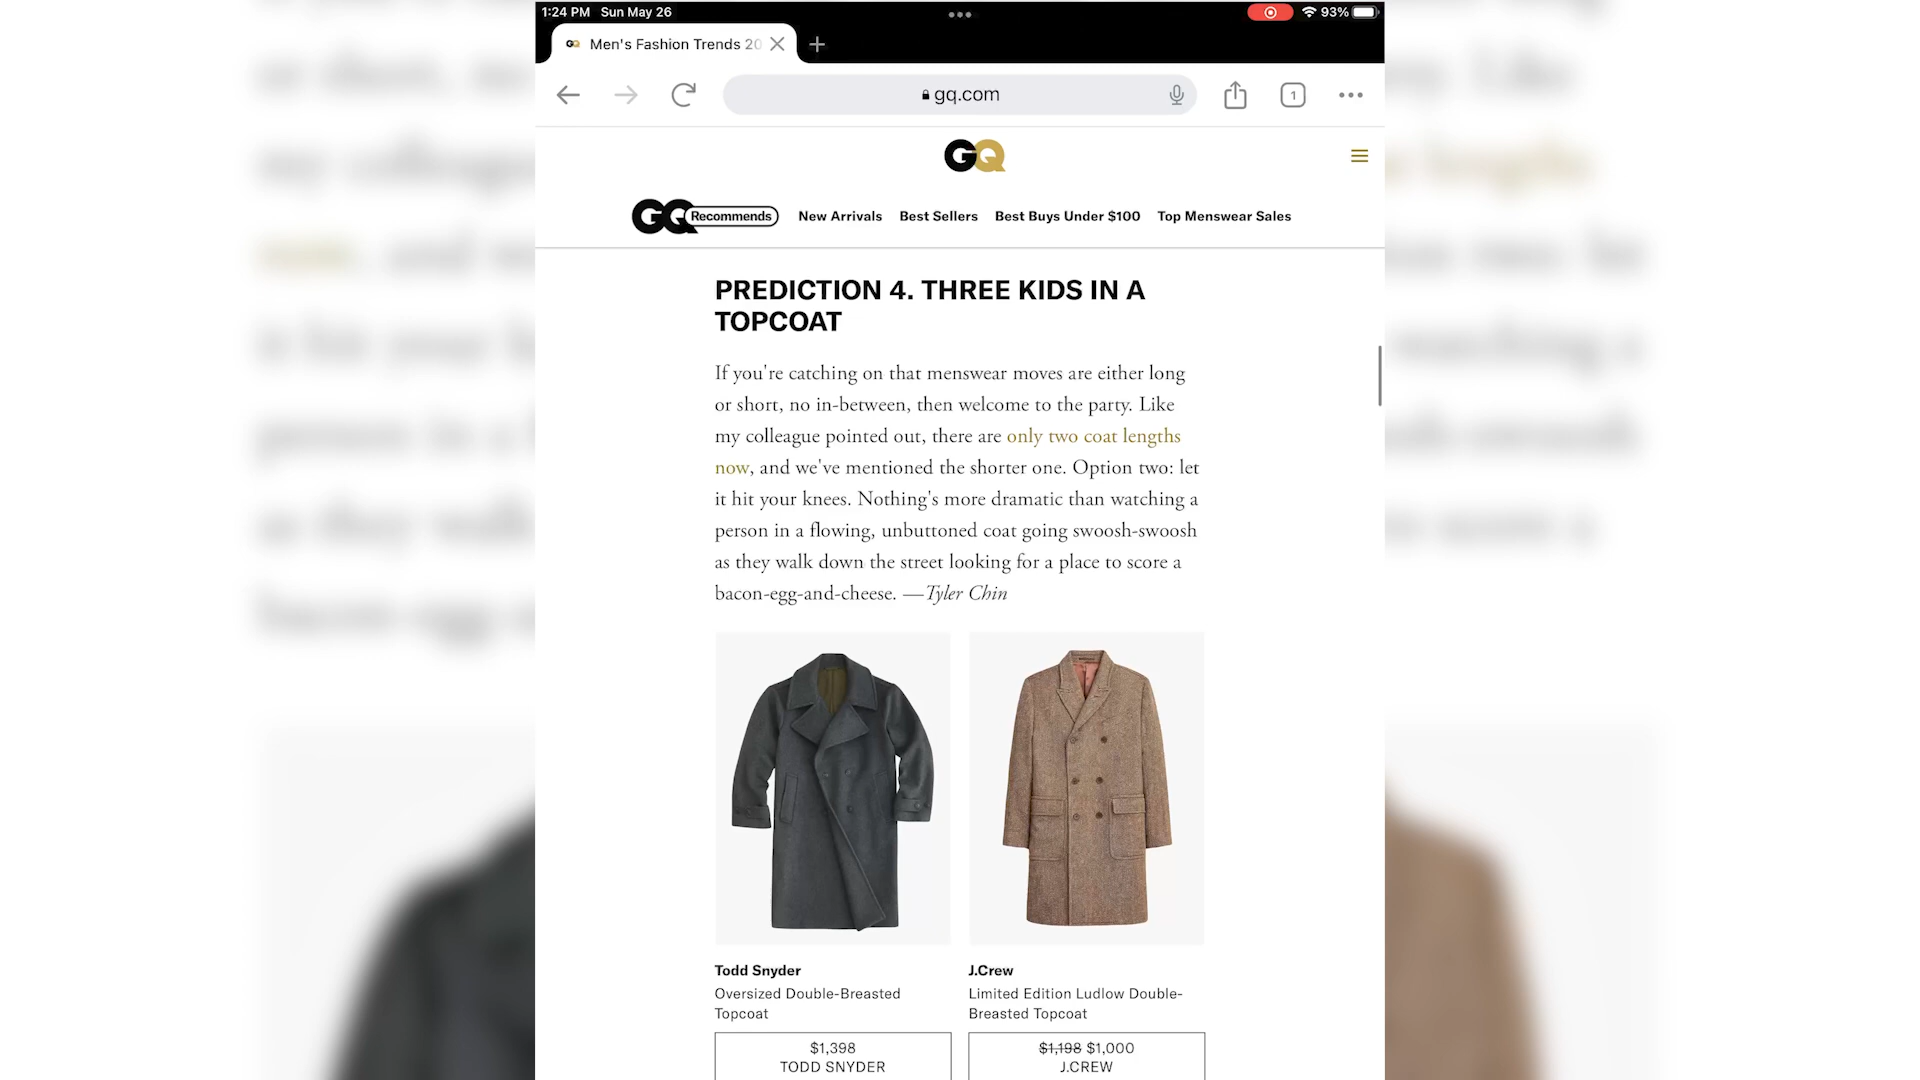 1:24 PM Sun May 26
93%
Men's Fashion Trends 20
gq.com
1
GQ
GQ Recommends New Arrivals Best Sellers Best Buys Under $100 Top Menswear Sales
PREDICTION 4. THREE KIDS IN A
TOPCOAT
If you're catching on that menswear moves are either long
or short, no in-between, then welcome to the party. Like
my colleague pointed out, there are only two coat lengths
now, and we've mentioned the shorter one. Option two: let
it hit your knees. Nothing's more dramatic than watching a
person in a flowing, unbuttoned coat going swoosh-swoosh
as they walk down the street looking for a place to score a
bacon-egg-and-cheese. —Tyler Chin
Todd Snyder
Oversized Double-Breasted
Topcoat
$1,398
TODD SNYDER
J.Crew
Limited Edition Ludlow Double-
Breasted Topcoat
$1,198 $1,000
J.CREW